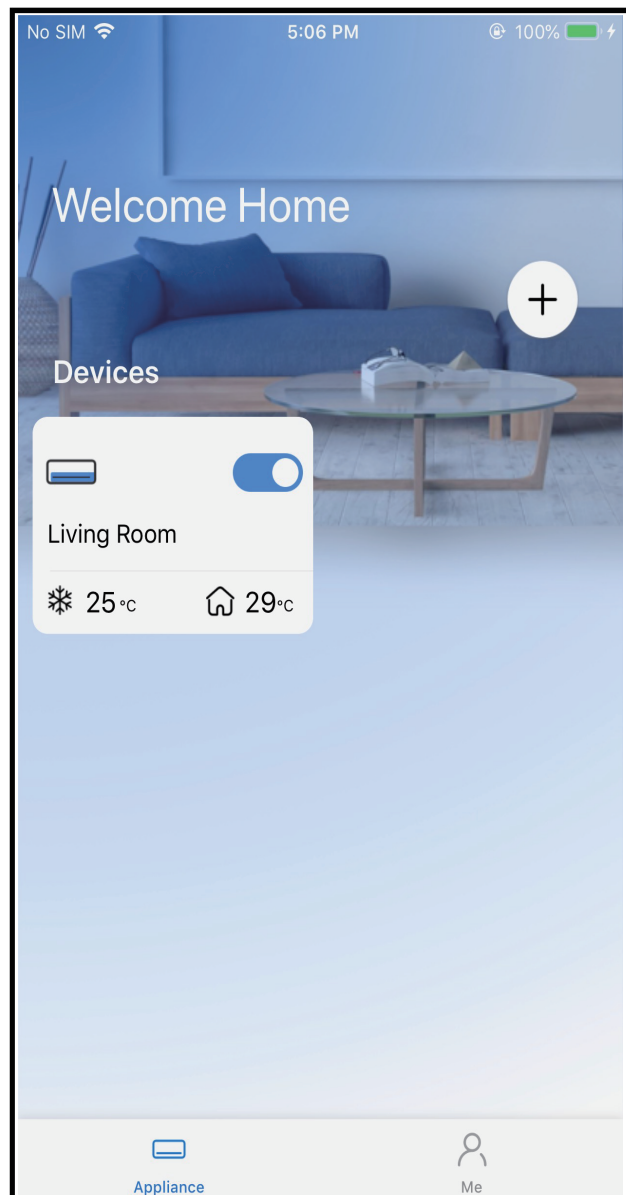 No SIM 5:06 PM 100%
Welcome Home
+
Devices
Living Room
25°C 29°C
Appliance Me